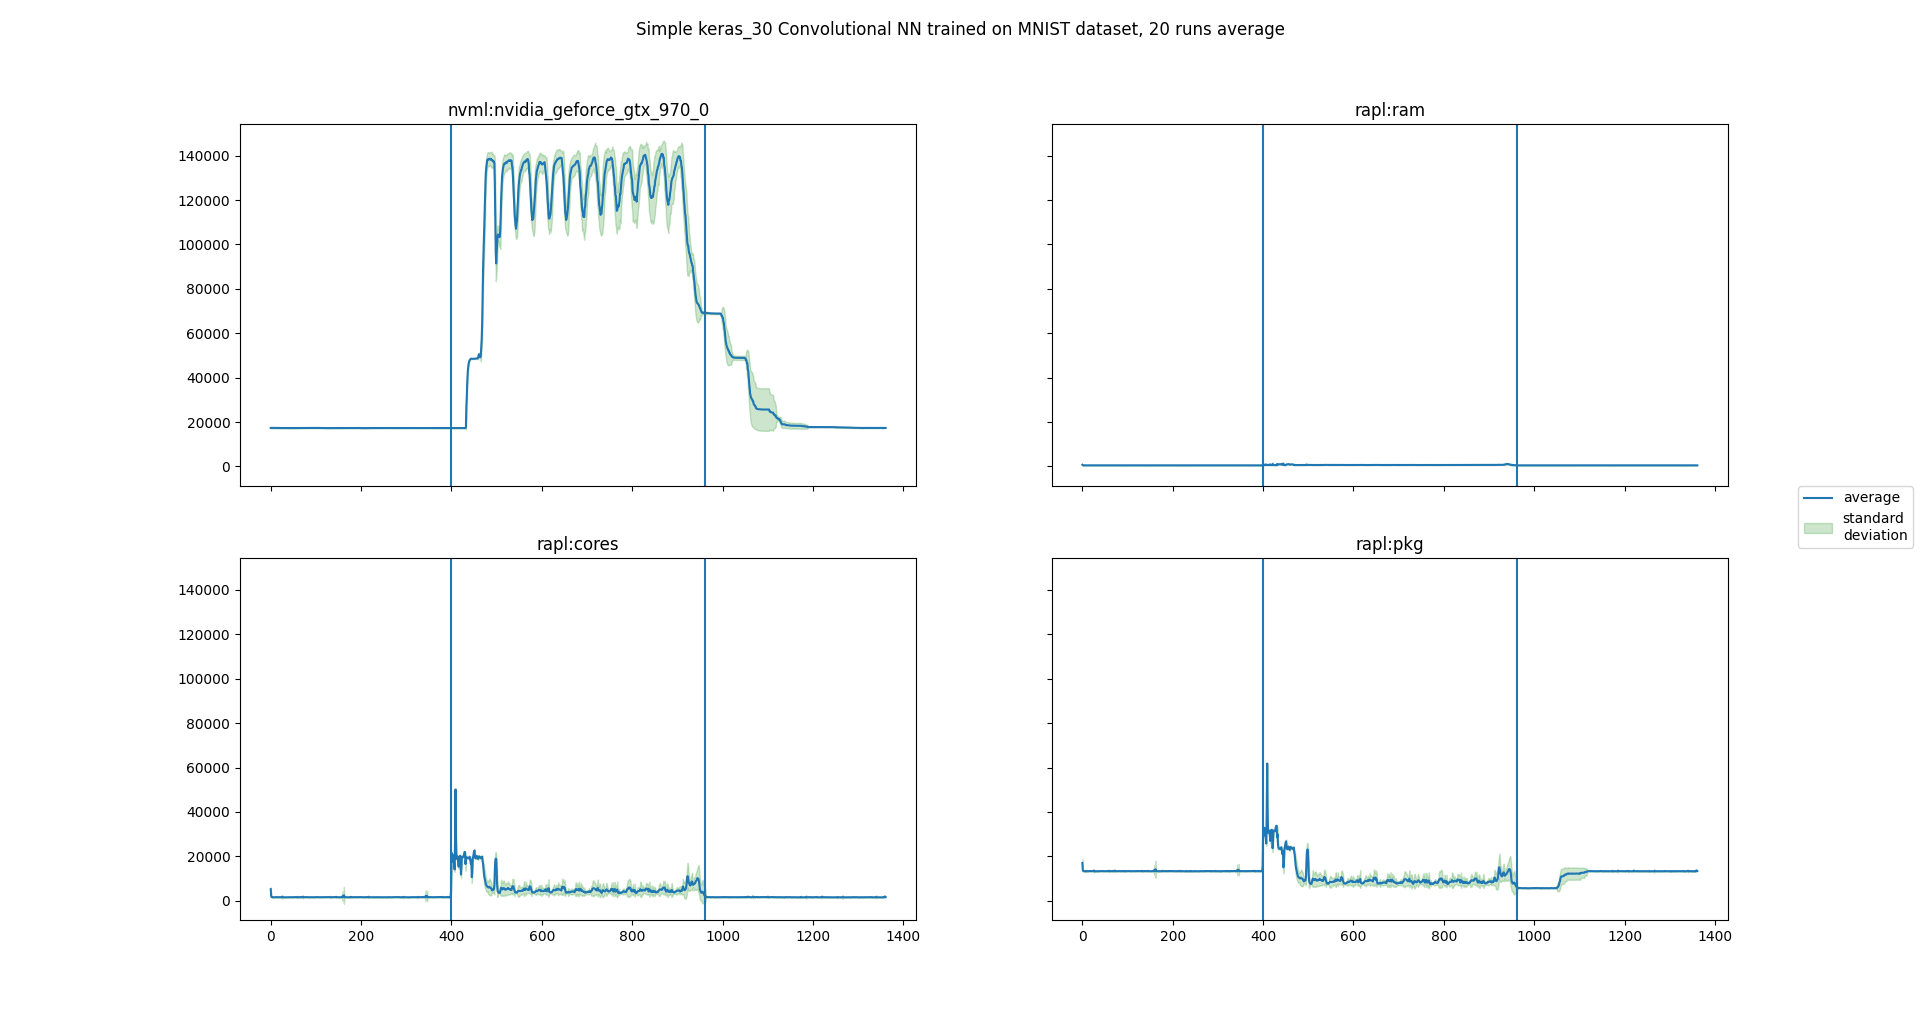 Simple keras_30 Convolutional NN trained on MNIST dataset, 20 runs average
nvml:nvidia_geforce_gtx_970_0
140000
120000
100000
80000
60000
40000
20000
0
rapl:ram
average
standard
deviation
rapl:cores
140000
120000
100000
80000
60000
40000
20000
0
0 200 400 600 800 1000 1200 1400
rapl:pkg
0 200 400 600 800 1000 1200 1400